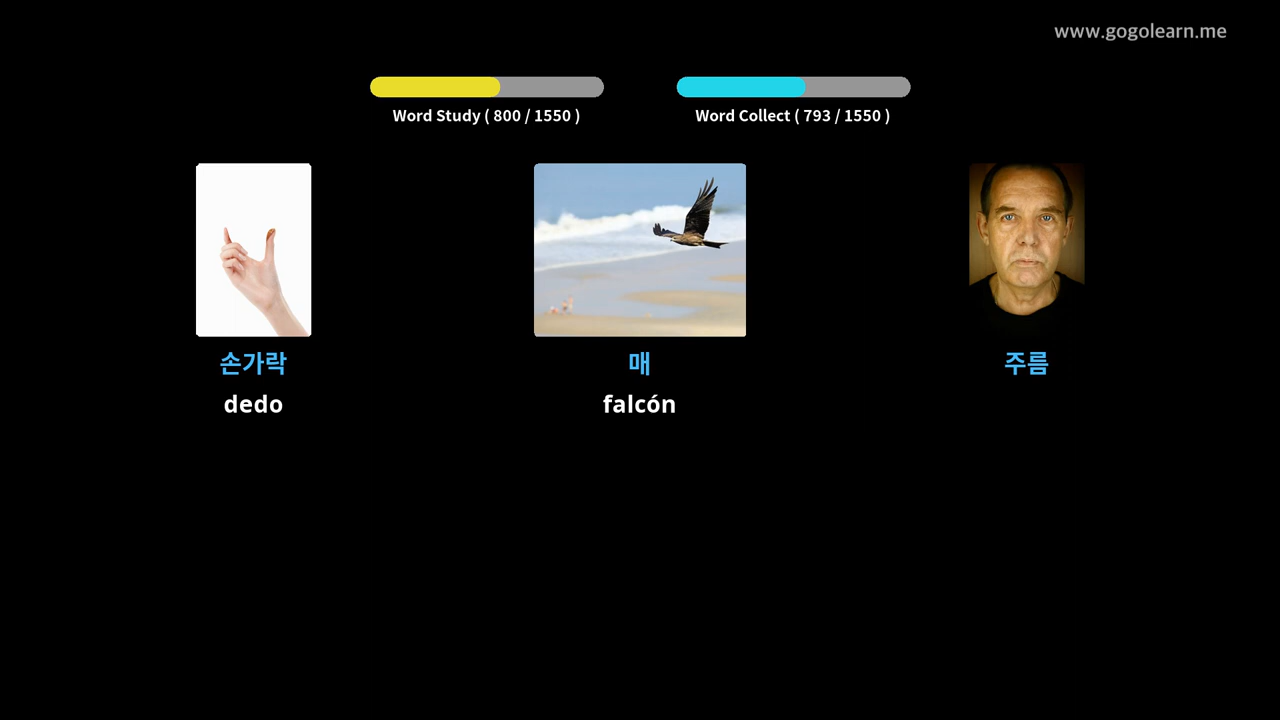 www.gogolearn.me
Word Study ( 800 / 1550 )
Word Collect ( 793 / 1550 )
손가락
매
주름
dedo
falcón